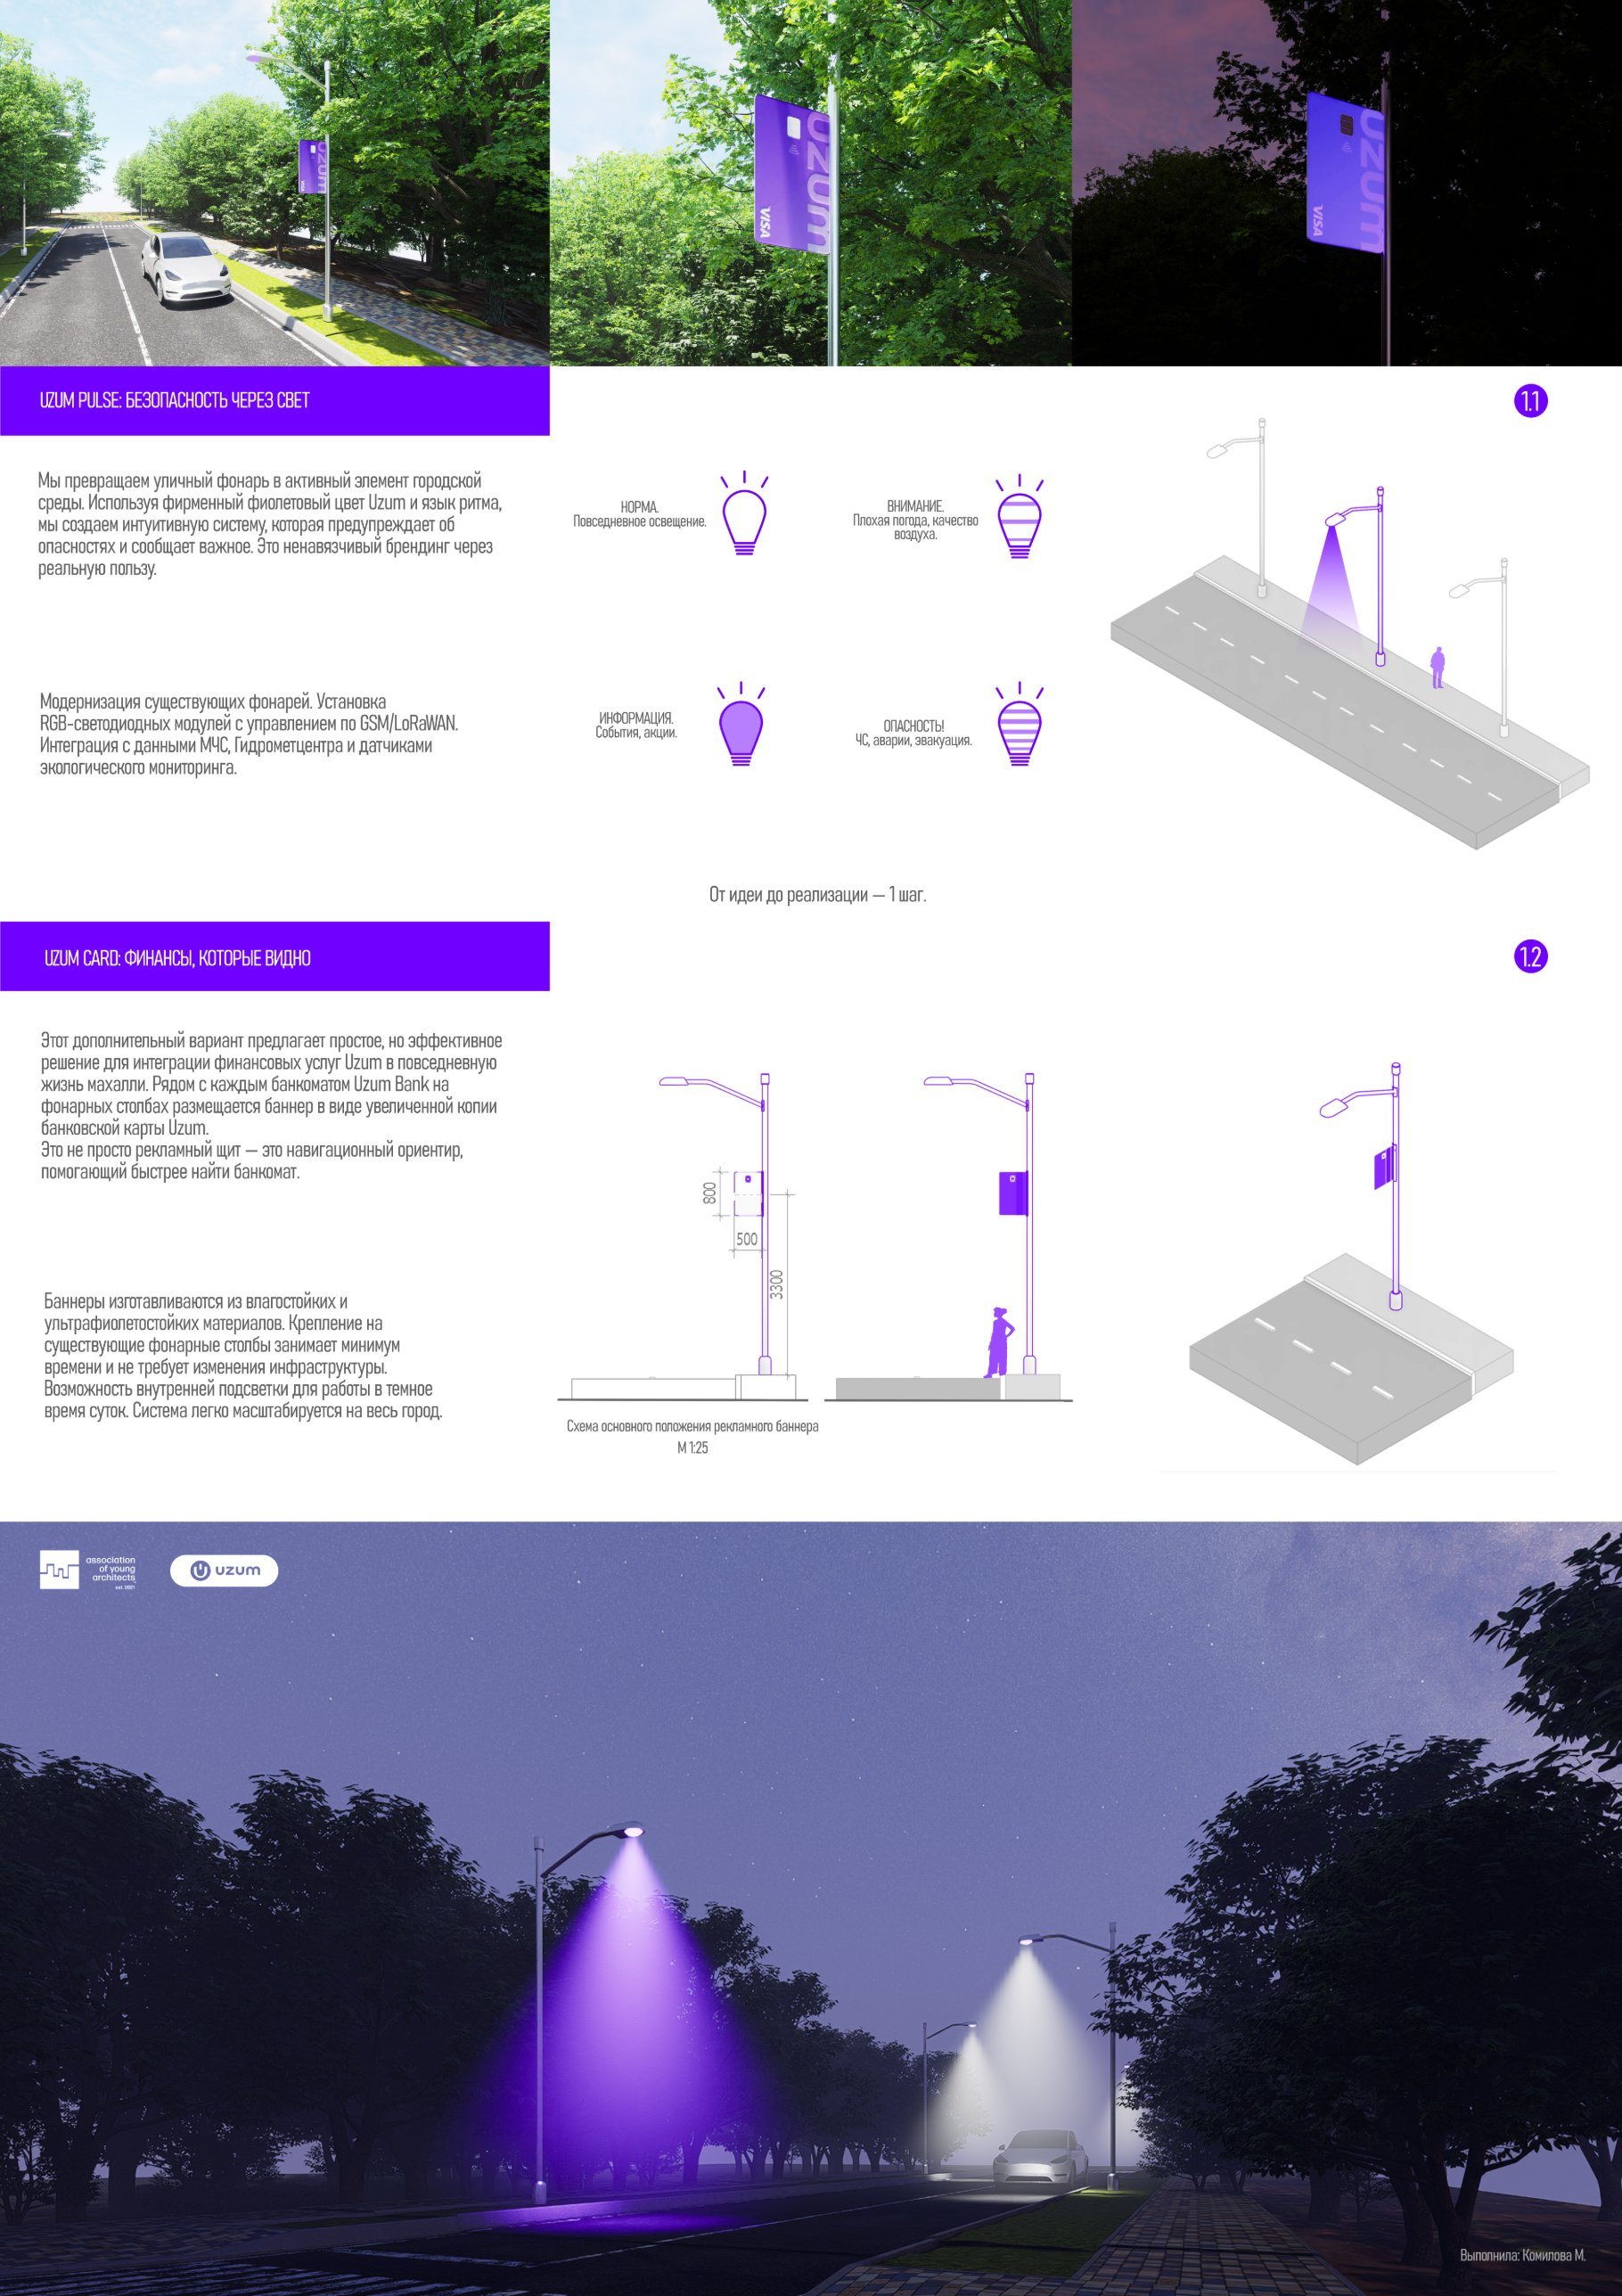 uzum
VISA
uzum
VISA
uzum
VISA
UZUM PULSE: БЕЗОПАСНОСТЬ ЧЕРЕЗ СВЕТ
1.1
Мы превращаем уличный фонарь в активный элемент городской
среды. Используя фирменный фиолетовый цвет Uzum и язык ритма,
мы создаем интуитивную систему, которая предупреждает об
опасностях и сообщает важное. Это ненавязчивый брендинг через
реальную пользу.
НОРМА.
Повседневное освещение.
ВНИМАНИЕ.
Плохая погода, качество
воздуха.
Модернизация существующих фонарей. Установка
RGB-светодиодных модулей с управлением по GSM/LoRaWAN.
Интеграция с данными МЧС, Гидрометцентра и датчиками
экологического мониторинга.
ИНФОРМАЦИЯ.
События, акции.
ОПАСНОСТЬ!
ЧС, аварии, эвакуация.
От идеи до реализации — 1 шаг.
UZUM CARD: ФИНАНСЫ, КОТОРЫЕ ВИДНО
1.2
Этот дополнительный вариант предлагает простое, но эффективное
решение для интеграции финансовых услуг Uzum в повседневную
жизнь махалли. Рядом с каждым банкоматом Uzum Bank на
фонарных столбах размещается баннер в виде увеличенной копии
банковской карты Uzum.
Это не просто рекламный щит — это навигационный ориентир,
помогающий быстрее найти банкомат.
Баннеры изготавливаются из влагостойких и
ультрафиолетостойких материалов. Крепление на
существующие фонарные столбы занимает минимум
времени и не требует изменения инфраструктуры.
Возможность внутренней подсветки для работы в темное
время суток. Система легко масштабируется на весь город.
800
500
3300
Схема основного положения рекламного баннера
М 1:25
association
of young
architects
est. 2021
uzum
Выполнила: Комилова М.